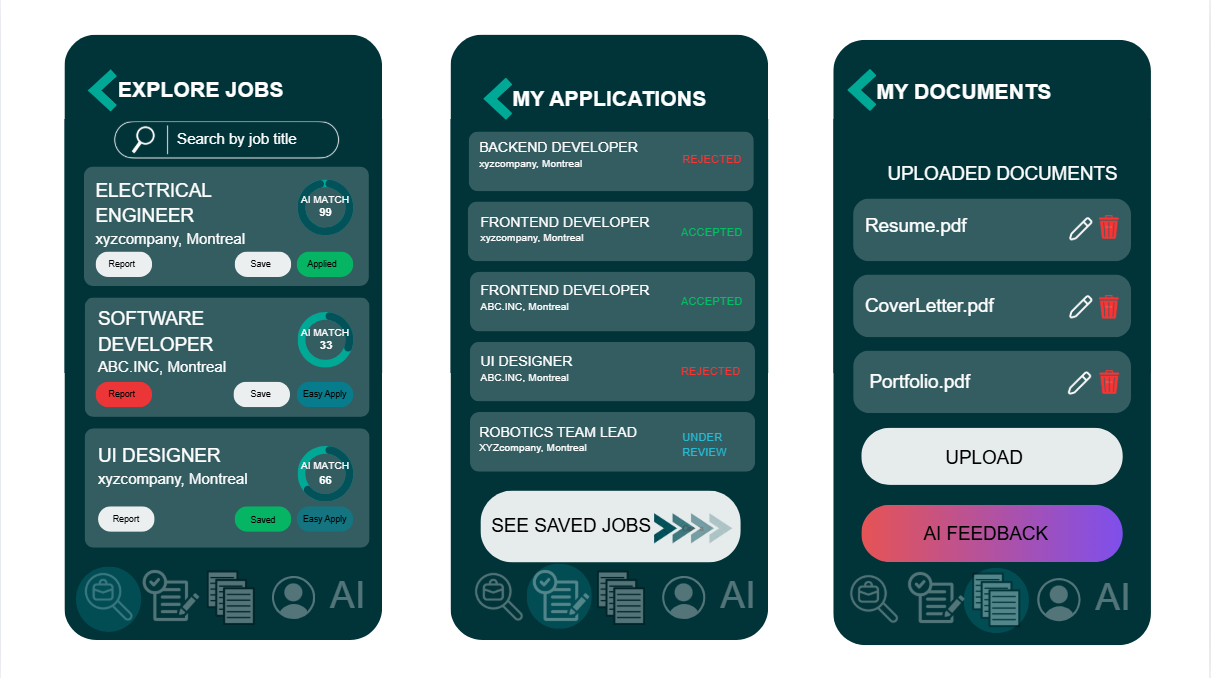 EXPLORE JOBS
Search by job title
ELECTRICAL
ENGINEER
xyzcompany, Montreal
AI MATCH
99
Report
Save
Applied
SOFTWARE
DEVELOPER
ABC.INC, Montreal
AI MATCH
33
Report
Save
Easy Apply
UI DESIGNER
xyzcompany, Montreal
AI MATCH
66
Report
Saved
Easy Apply
AI
MY APPLICATIONS
BACKEND DEVELOPER
xyzcompany, Montreal
REJECTED
FRONTEND DEVELOPER
xyzcompany, Montreal
ACCEPTED
FRONTEND DEVELOPER
ABC.INC, Montreal
ACCEPTED
UI DESIGNER
ABC.INC, Montreal
REJECTED
ROBOTICS TEAM LEAD
XYZcompany, Montreal
UNDER
REVIEW
SEE SAVED JOBS
AI
MY DOCUMENTS
UPLOADED DOCUMENTS
Resume.pdf
CoverLetter.pdf
Portfolio.pdf
UPLOAD
AI FEEDBACK
AI